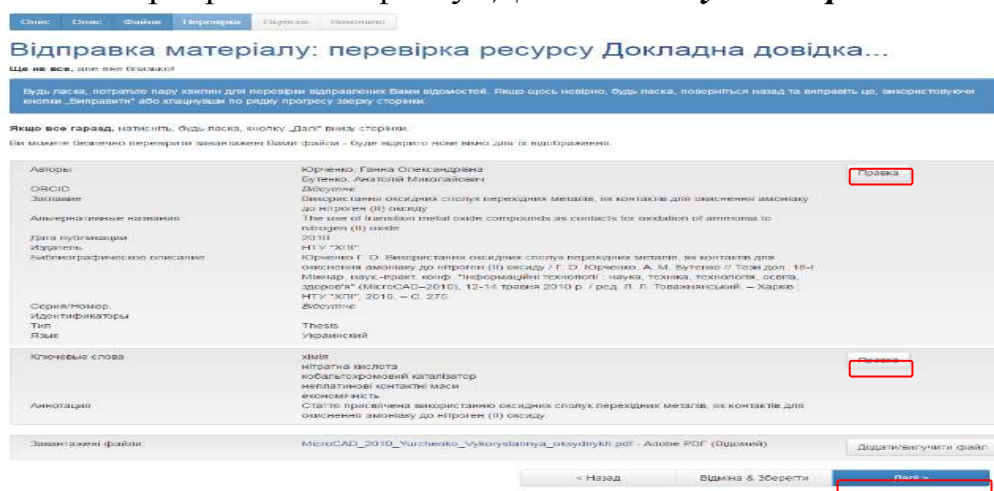 Опис Опис Файли Перевірка Ліцензія Виконано
Відправка матеріалу: перевірка ресурсу Докладна довідка...
Ще не все, але вже близько!
Будь ласка, потратьте пару хвилин для перевірки відправлених Вами відомостей. Якщо щось невірно, будь ласка, поверніться назад та виправіть це, використовуючи
кнопки „Виправити" або клацнувши по рядку прогресу зверху сторінки.
Якщо все гаразд, натисніть, будь ласка, кнопку „Далі" внизу сторінки.
Ви можете безпечно перевірити завантажені Вами файли - буде відкрито нове вікно для їх відображення.
Авторы Юрченко, Ганна Олександрівна Правка
Бутенко, Анатолій Миколайович
ORCID Відсутнє
Заглавие Використання оксидних сполук перехідних металів, як контактів для окиснення амоніаку
до нітроген (II) оксиду
Альтернативные названия The use of transition metal oxide compounds as contacts for oxidation of ammonia to
nitrogen (II) oxide
Дата публикации 2010
Издатель НТУ "ХПІ"
Библиографическое описание Юрченко Г. О. Використання оксидних сполук перехідних металів, як контактів для
окиснення амоніаку до нітроген (II) оксиду / Г. О. Юрченко, А. М. Бутенко // Тези доп. 18-ї
Міжнар. наук.-практ. конф. "Інформаційні технології : наука, техніка, технологія, освіта,
здоров'я" (MicroCAD–2010), 12-14 травня 2010 р. / ред. Л. Л. Товажнянський. – Харків :
НТУ "ХПІ", 2010. – С. 275.
Серия/Номер Відсутнє
Идентификаторы
Тип Thesis
Язык Украинский
Ключевые слова хімія Правка
нітратна кислота
кобальтохромовий каталізатор
неплатинові контактні маси
економічність
Аннотация Стаття присвячена використанню оксидних сполук перехідних металів, як контактів для
окиснення амоніаку до нітроген (II) оксиду.
Завантажені файли: MicroCAD_2010_Yurchenko_Vykorystannya_oksydnykh.pdf - Adobe PDF (Відомий) Додати/вилучити файл
< Назад Відміна & Зберегти Далі >